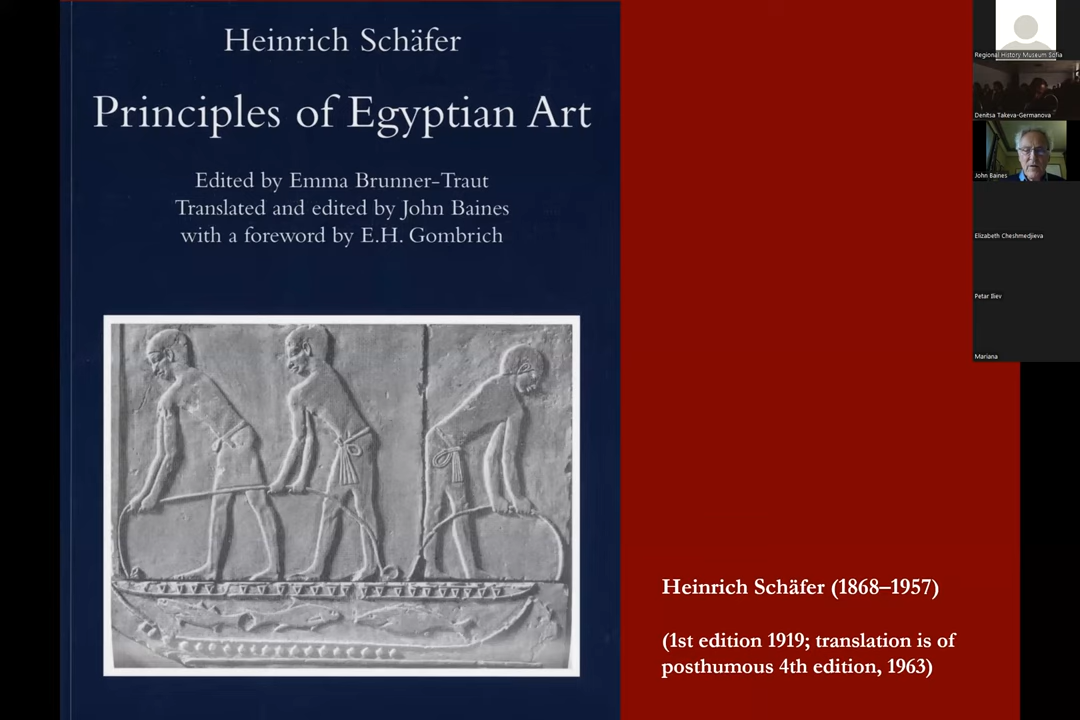 Heinrich Schäfer
Principles of Egyptian Art
Edited by Emma Brunner-Traut
Translated and edited by John Baines
with a foreword by E.H. Gombrich
Heinrich Schäfer (1868–1957)
(1st edition 1919; translation is of
posthumous 4th edition, 1963)
Regional History Museum Sofia
Denitsa Takeva-Germanova
John Baines
Elizabeth Cheshmedjieva
Petar Iliev
Mariana